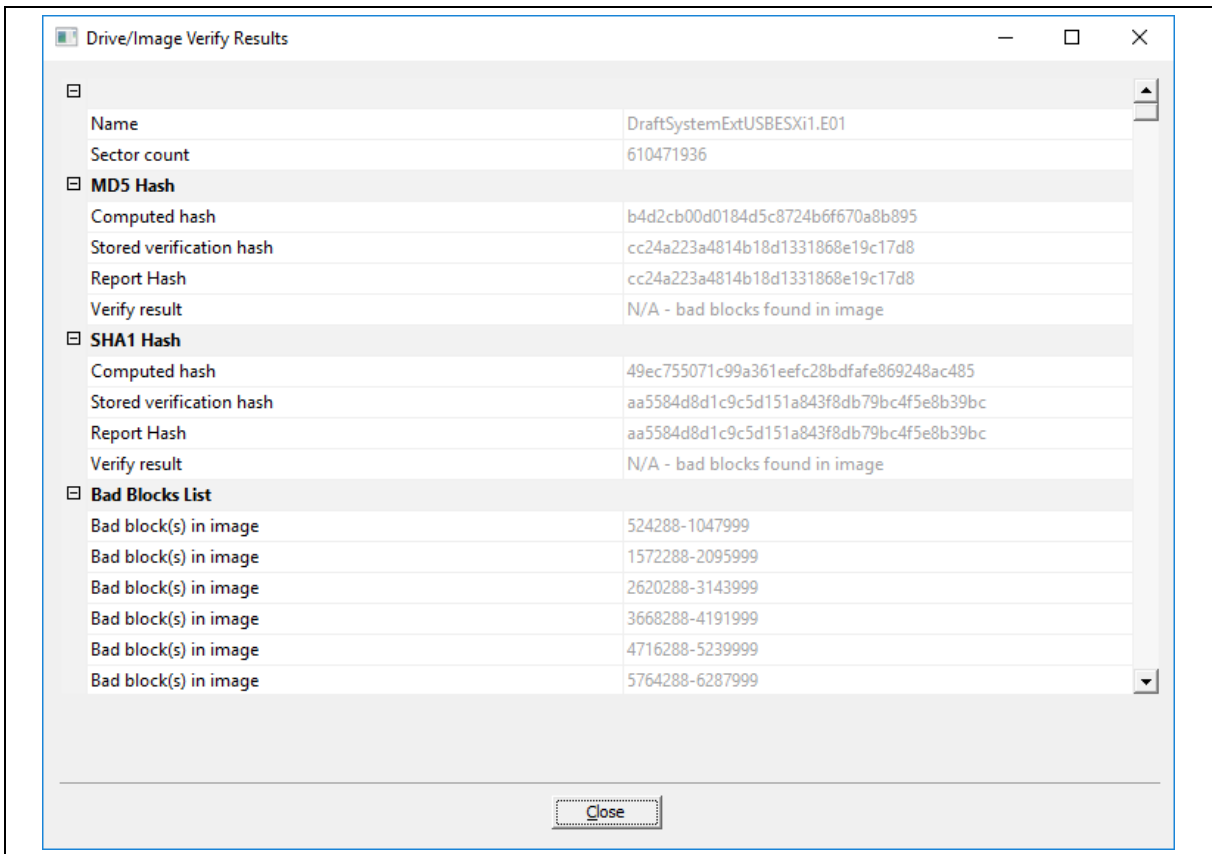 Drive/Image Verify Results
Name DraftSystemExtUSBESXi1.E01
Sector count 610471936
MD5 Hash
Computed hash b4d2cb00d0184d5c8724b6f670a8b895
Stored verification hash cc24a223a4814b18d1331868e19c17d8
Report Hash cc24a223a4814b18d1331868e19c17d8
Verify result N/A - bad blocks found in image
SHA1 Hash
Computed hash 49ec755071c99a361eefc28bdfafe869248ac485
Stored verification hash aa5584d8d1c9c5d151a843f8db79bc4f5e8b39bc
Report Hash aa5584d8d1c9c5d151a843f8db79bc4f5e8b39bc
Verify result N/A - bad blocks found in image
Bad Blocks List
Bad block(s) in image 524288-1047999
Bad block(s) in image 1572288-2095999
Bad block(s) in image 2620288-3143999
Bad block(s) in image 3668288-4191999
Bad block(s) in image 4716288-5239999
Bad block(s) in image 5764288-6287999
Close